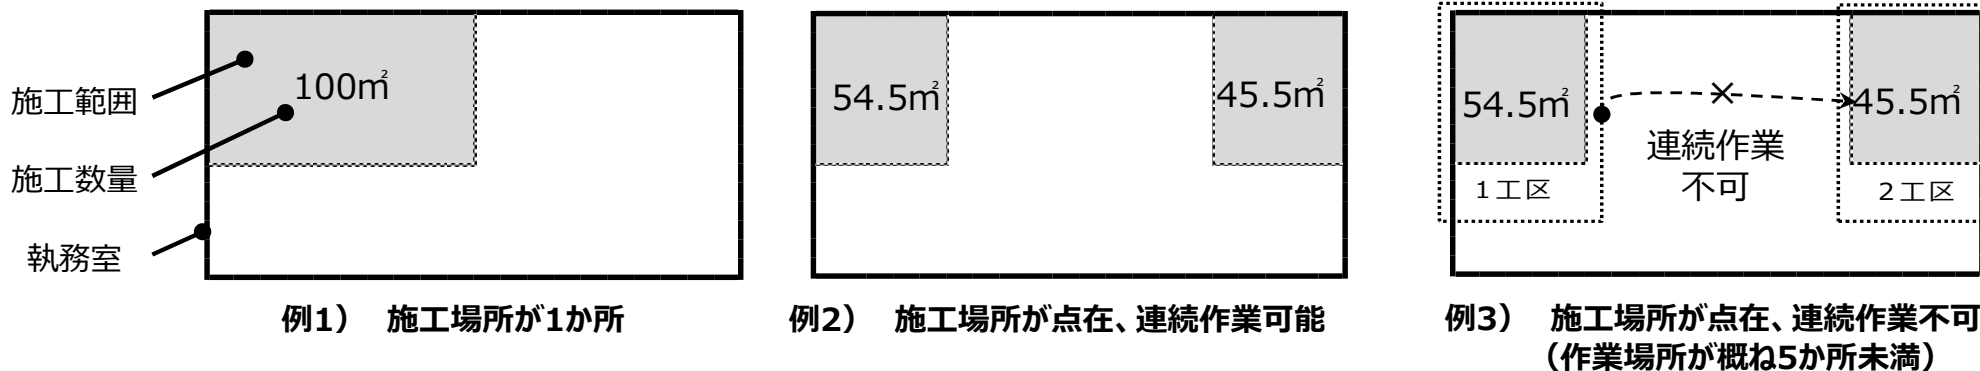 施工範囲
施工数量
執務室
100㎡
例1） 施工場所が1か所
54.5㎡
45.5㎡
例2） 施工場所が点在、連続作業可能
54.5㎡
45.5㎡
連続作業
不可
1工区
2工区
例3） 施工場所が点在、連続作業不可
（作業場所が概ね5か所未満）